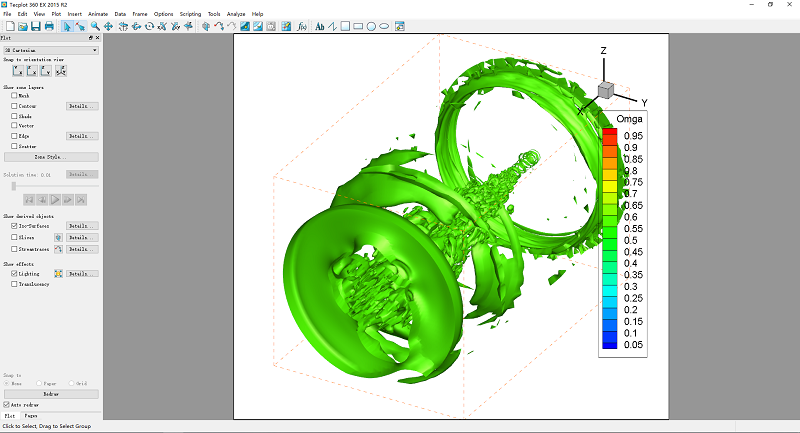 Tecplot 360 EX 2015 R2
File Edit View Plot Insert Animate Data Frame Options Scripting Tools Analyze Help
Plot
3D Cartesian
Snap to orientation view
Show zone layers
Mesh
Contour Details...
Shade
Vector
Edge Details...
Scatter
Zone Style...
Solution time: 0.01 Details...
Show derived objects
Iso-Surfaces Details...
Slices Details...
Streamtraces Details...
Show effects
Lighting Details...
Translucency
Snap to
None Paper Grid
Redraw
Auto redraw
Plot Pages
Click to Select, Drag to Select Group
Z
Y
X
Omga
0.95
0.9
0.85
0.8
0.75
0.7
0.65
0.6
0.55
0.5
0.45
0.4
0.35
0.3
0.25
0.2
0.15
0.1
0.05